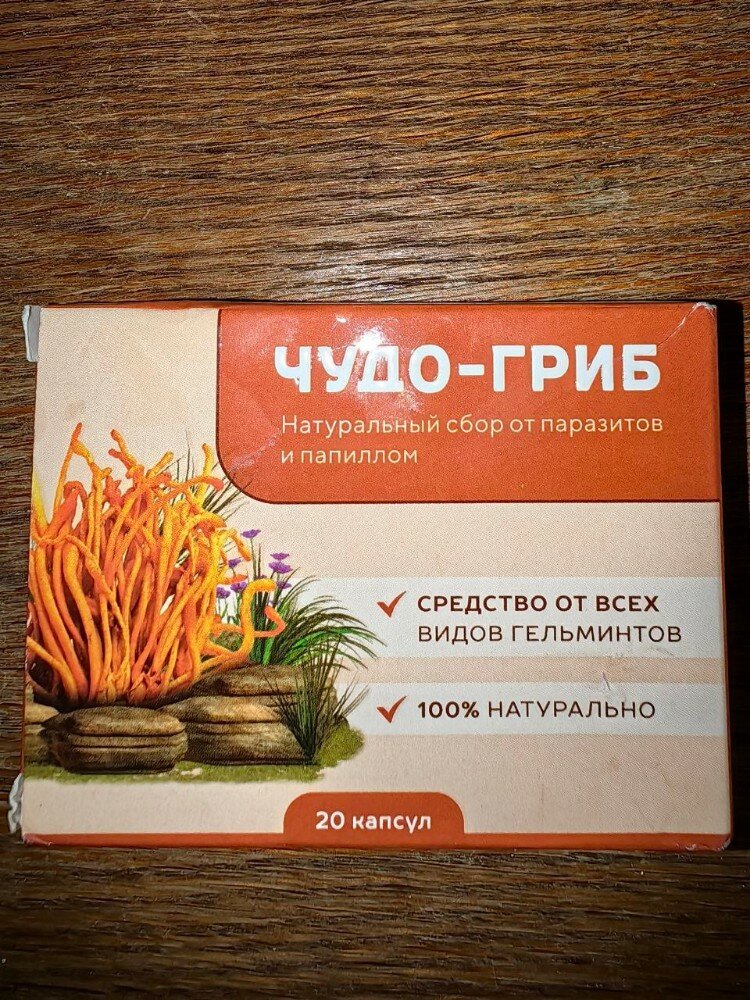 ЧУДО-ГРИБ
Натуральный сбор от паразитов
и папиллом
СРЕДСТВО ОТ ВСЕХ
ВИДОВ ГЕЛЬМИНТОВ
100% НАТУРАЛЬНО
20 капсул